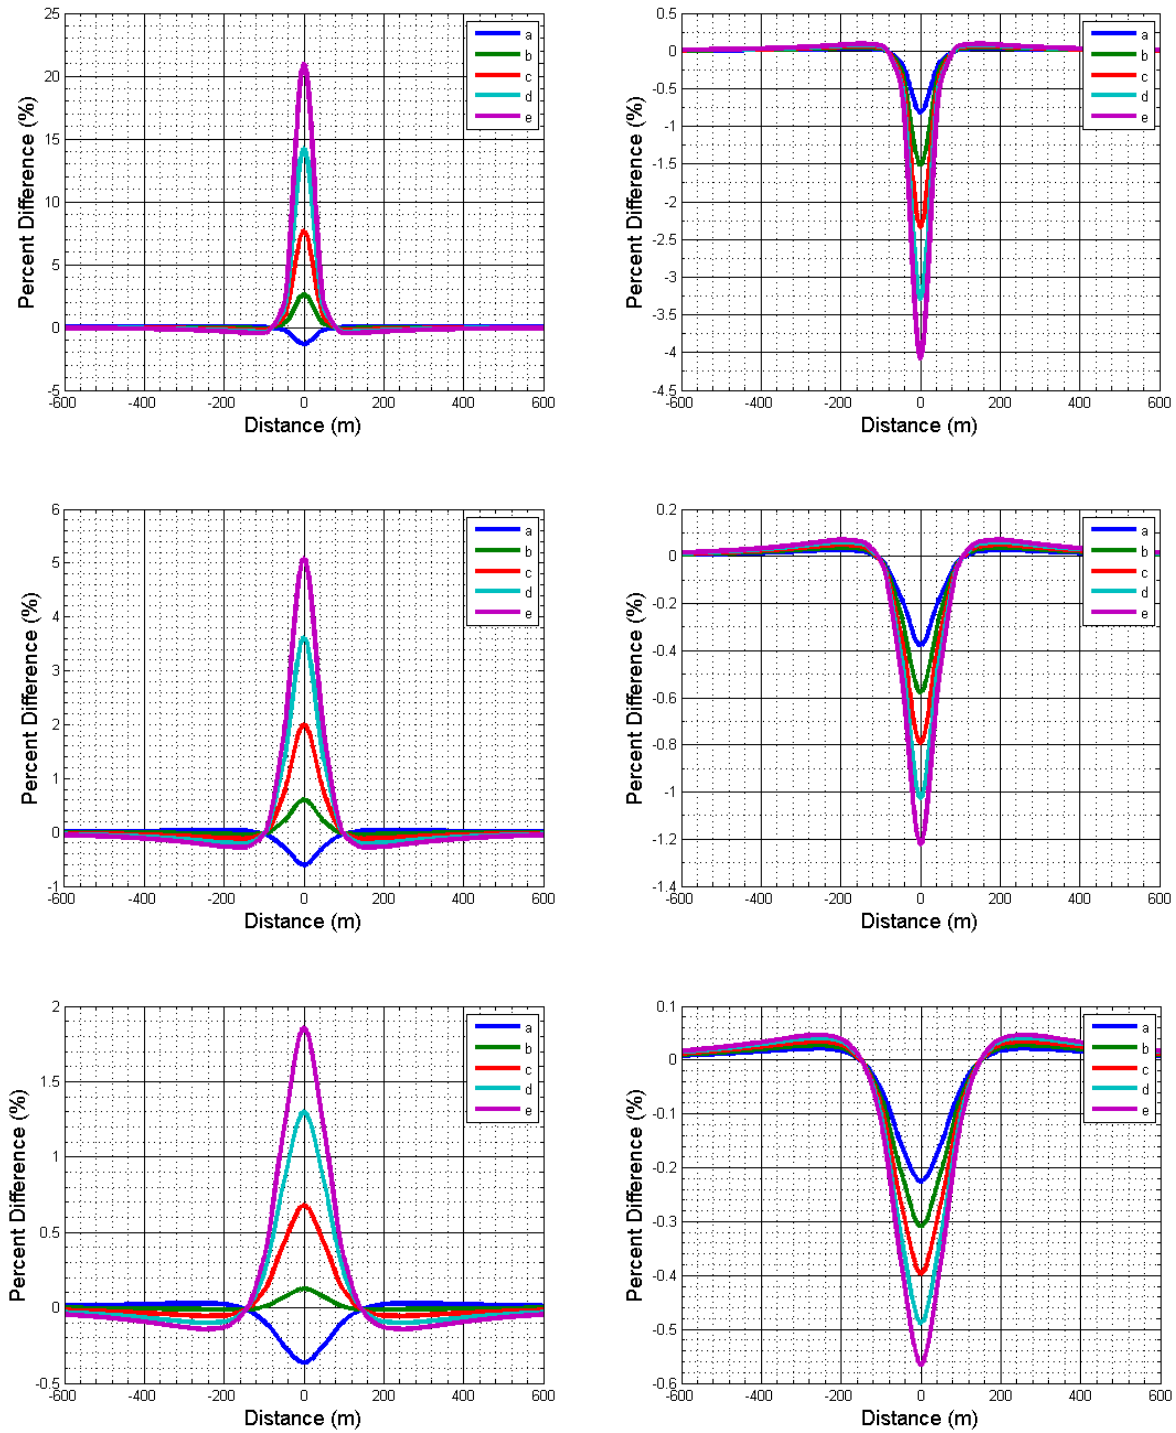 25
20
15
10
5
0
-5
-600 -400 -200 0 200 400 600
Percent Difference (%)
Distance (m)
a
b
c
d
e
0.5
0
-0.5
-1
-1.5
-2
-2.5
-3
-3.5
-4
-4.5
-600 -400 -200 0 200 400 600
Percent Difference (%)
Distance (m)
a
b
c
d
e
6
5
4
3
2
1
0
-1
-600 -400 -200 0 200 400 600
Percent Difference (%)
Distance (m)
a
b
c
d
e
0.2
0
-0.2
-0.4
-0.6
-0.8
-1
-1.2
-1.4
-600 -400 -200 0 200 400 600
Percent Difference (%)
Distance (m)
a
b
c
d
e
2
1.5
1
0.5
0
-0.5
-600 -400 -200 0 200 400 600
Percent Difference (%)
Distance (m)
a
b
c
d
e
0.1
0
-0.1
-0.2
-0.3
-0.4
-0.5
-0.6
-600 -400 -200 0 200 400 600
Percent Difference (%)
Distance (m)
a
b
c
d
e